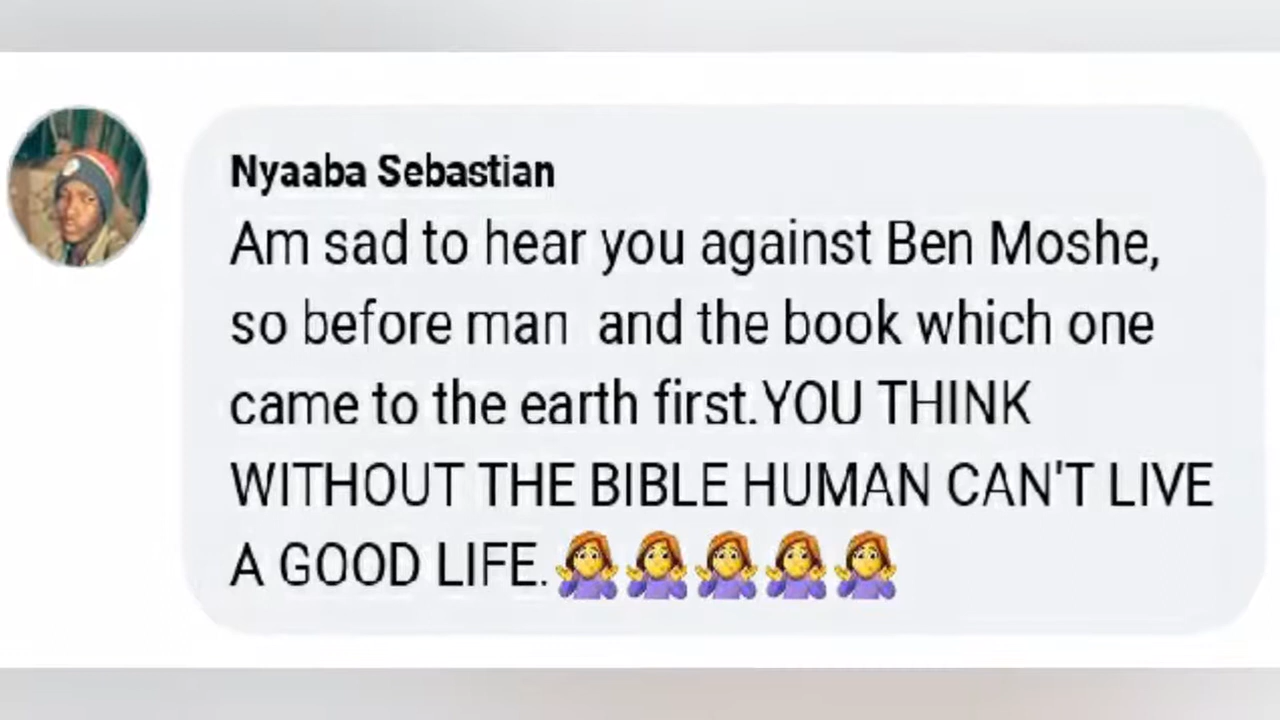 Nyaaba Sebastian
Am sad to hear you against Ben Moshe,
so before man  and the book which one
came to the earth first.YOU THINK
WITHOUT THE BIBLE HUMAN CAN'T LIVE
A GOOD LIFE.🤷‍♀️🤷‍♀️🤷‍♀️🤷‍♀️🤷‍♀️